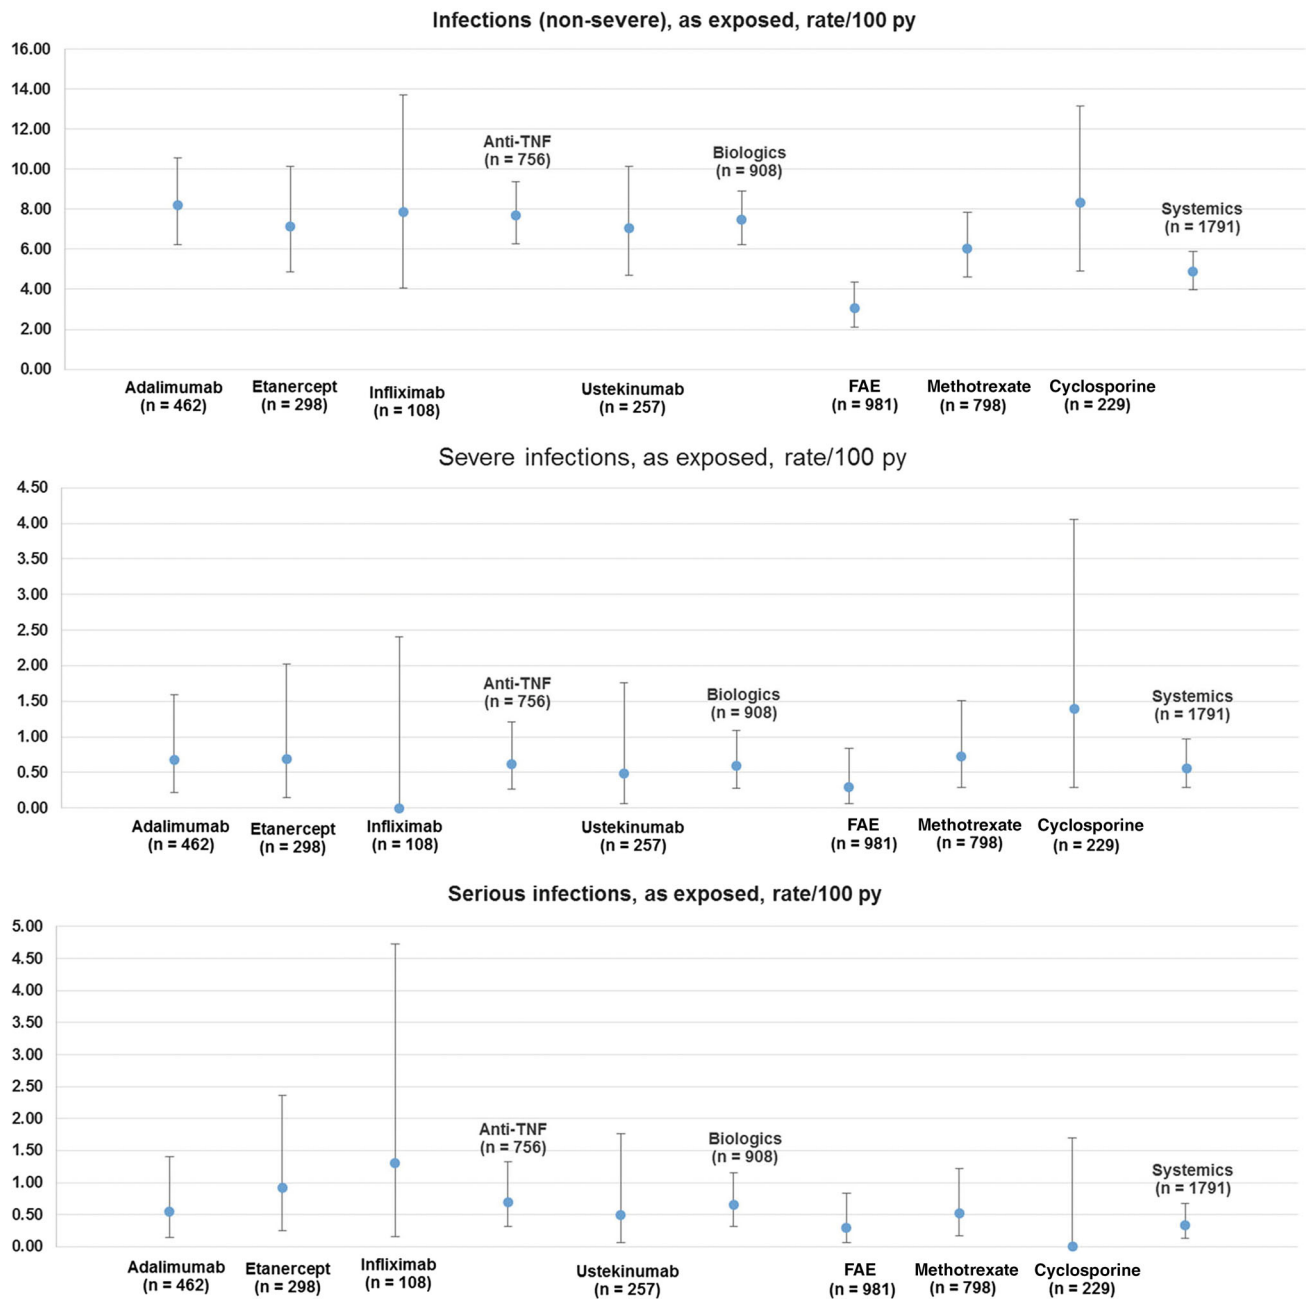 Infections (non-severe), as exposed, rate/100 py
16.00
14.00
12.00
10.00
8.00
6.00
4.00
2.00
0.00
Anti-TNF
(n = 756)
Biologics
(n = 908)
Systemics
(n = 1791)
Adalimumab
(n = 462)
Etanercept
(n = 298)
Infliximab
(n = 108)
Ustekinumab
(n = 257)
FAE
(n = 981)
Methotrexate
(n = 798)
Cyclosporine
(n = 229)
Severe infections, as exposed, rate/100 py
4.50
4.00
3.50
3.00
2.50
2.00
1.50
1.00
0.50
0.00
Anti-TNF
(n = 756)
Biologics
(n = 908)
Systemics
(n = 1791)
Adalimumab
(n = 462)
Etanercept
(n = 298)
Infliximab
(n = 108)
Ustekinumab
(n = 257)
FAE
(n = 981)
Methotrexate
(n = 798)
Cyclosporine
(n = 229)
Serious infections, as exposed, rate/100 py
5.00
4.50
4.00
3.50
3.00
2.50
2.00
1.50
1.00
0.50
0.00
Anti-TNF
(n = 756)
Biologics
(n = 908)
Systemics
(n = 1791)
Adalimumab
(n = 462)
Etanercept
(n = 298)
Infliximab
(n = 108)
Ustekinumab
(n = 257)
FAE
(n = 981)
Methotrexate
(n = 798)
Cyclosporine
(n = 229)